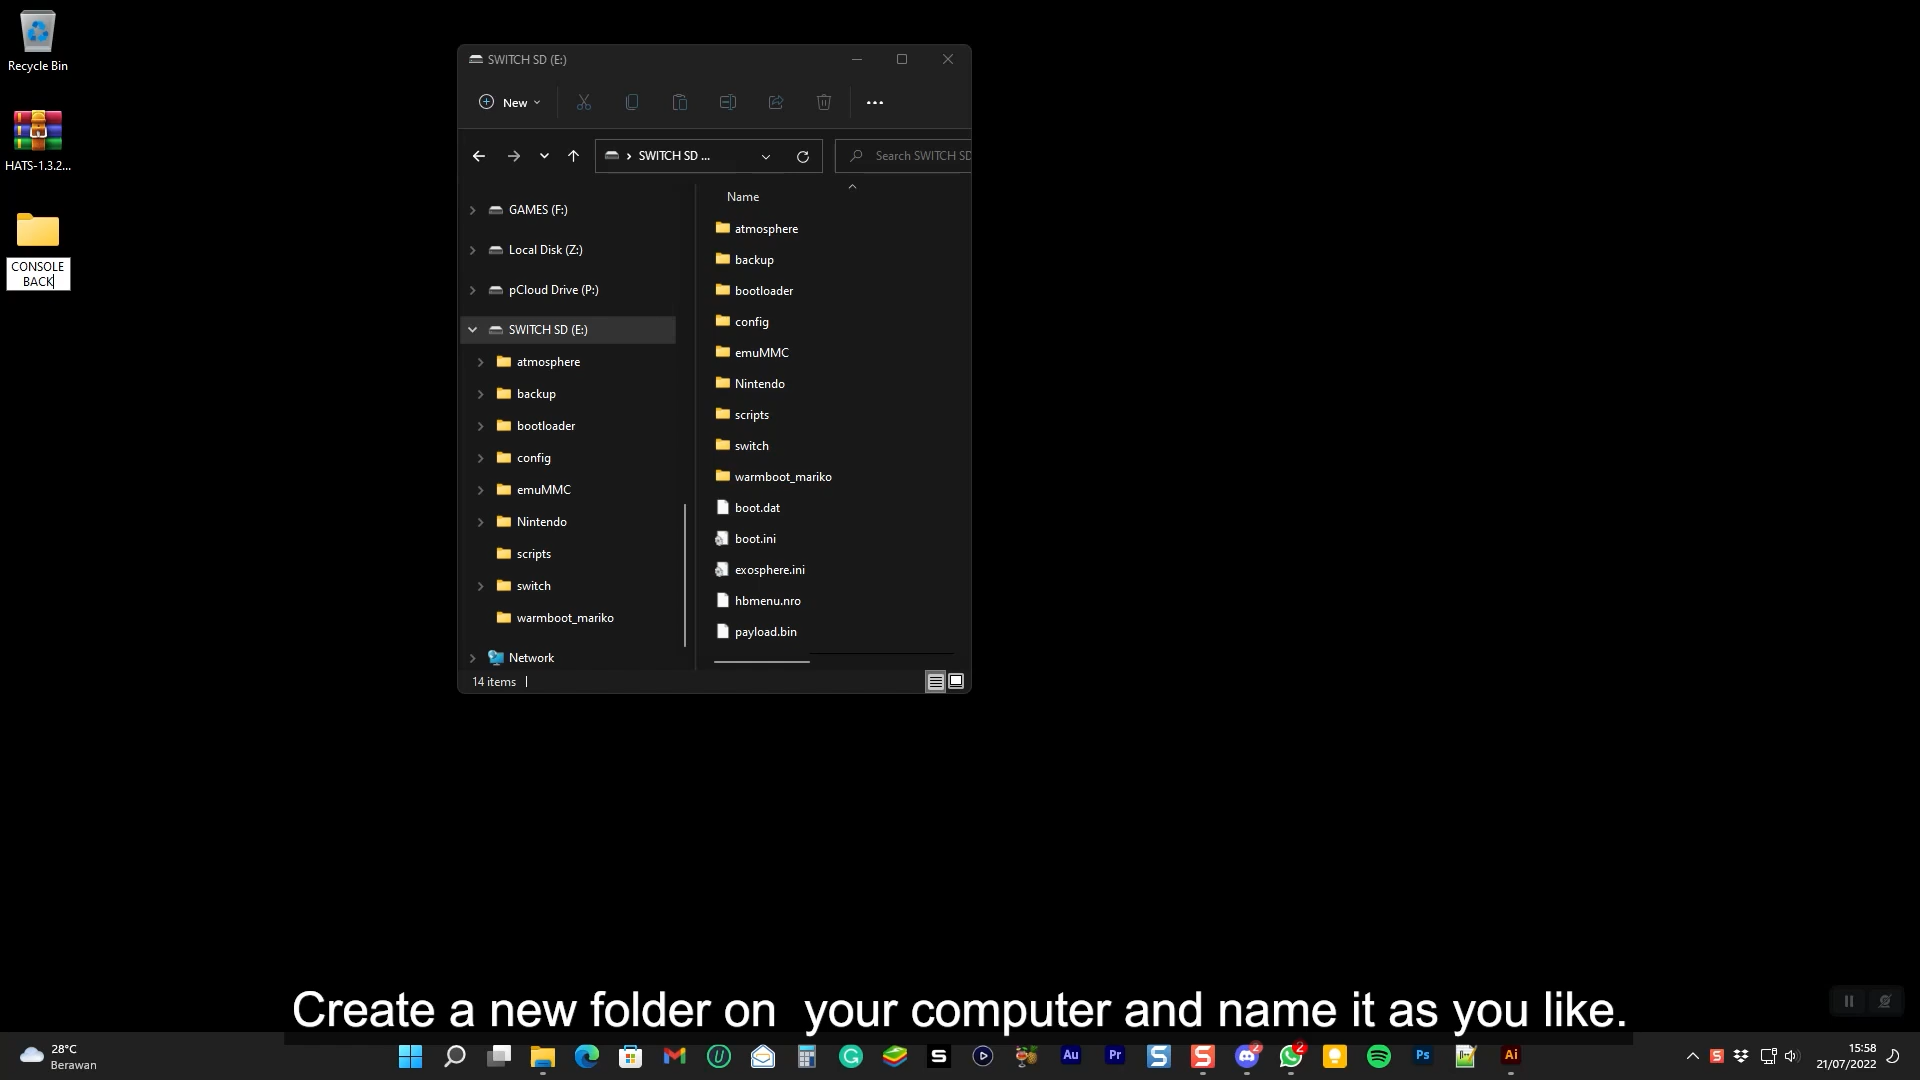 Recycle Bin
HATS-1.3.2...
CONSOLE
BACK
SWITCH SD (E:)
New
SWITCH SD ...
Search SWITCH SD
GAMES (F:)
Local Disk (Z:)
pCloud Drive (P:)
SWITCH SD (E:)
atmosphere
backup
bootloader
config
emuMMC
Nintendo
scripts
switch
warmboot_mariko
Network
Name
atmosphere
backup
bootloader
config
emuMMC
Nintendo
scripts
switch
warmboot_mariko
boot.dat
boot.ini
exosphere.ini
hbmenu.nro
payload.bin
14 items
Create a new folder on  your computer and name it as you like.
28°C
Berawan
Au
Pr
S
S
2
2
Ps
Ai
15:58
21/07/2022